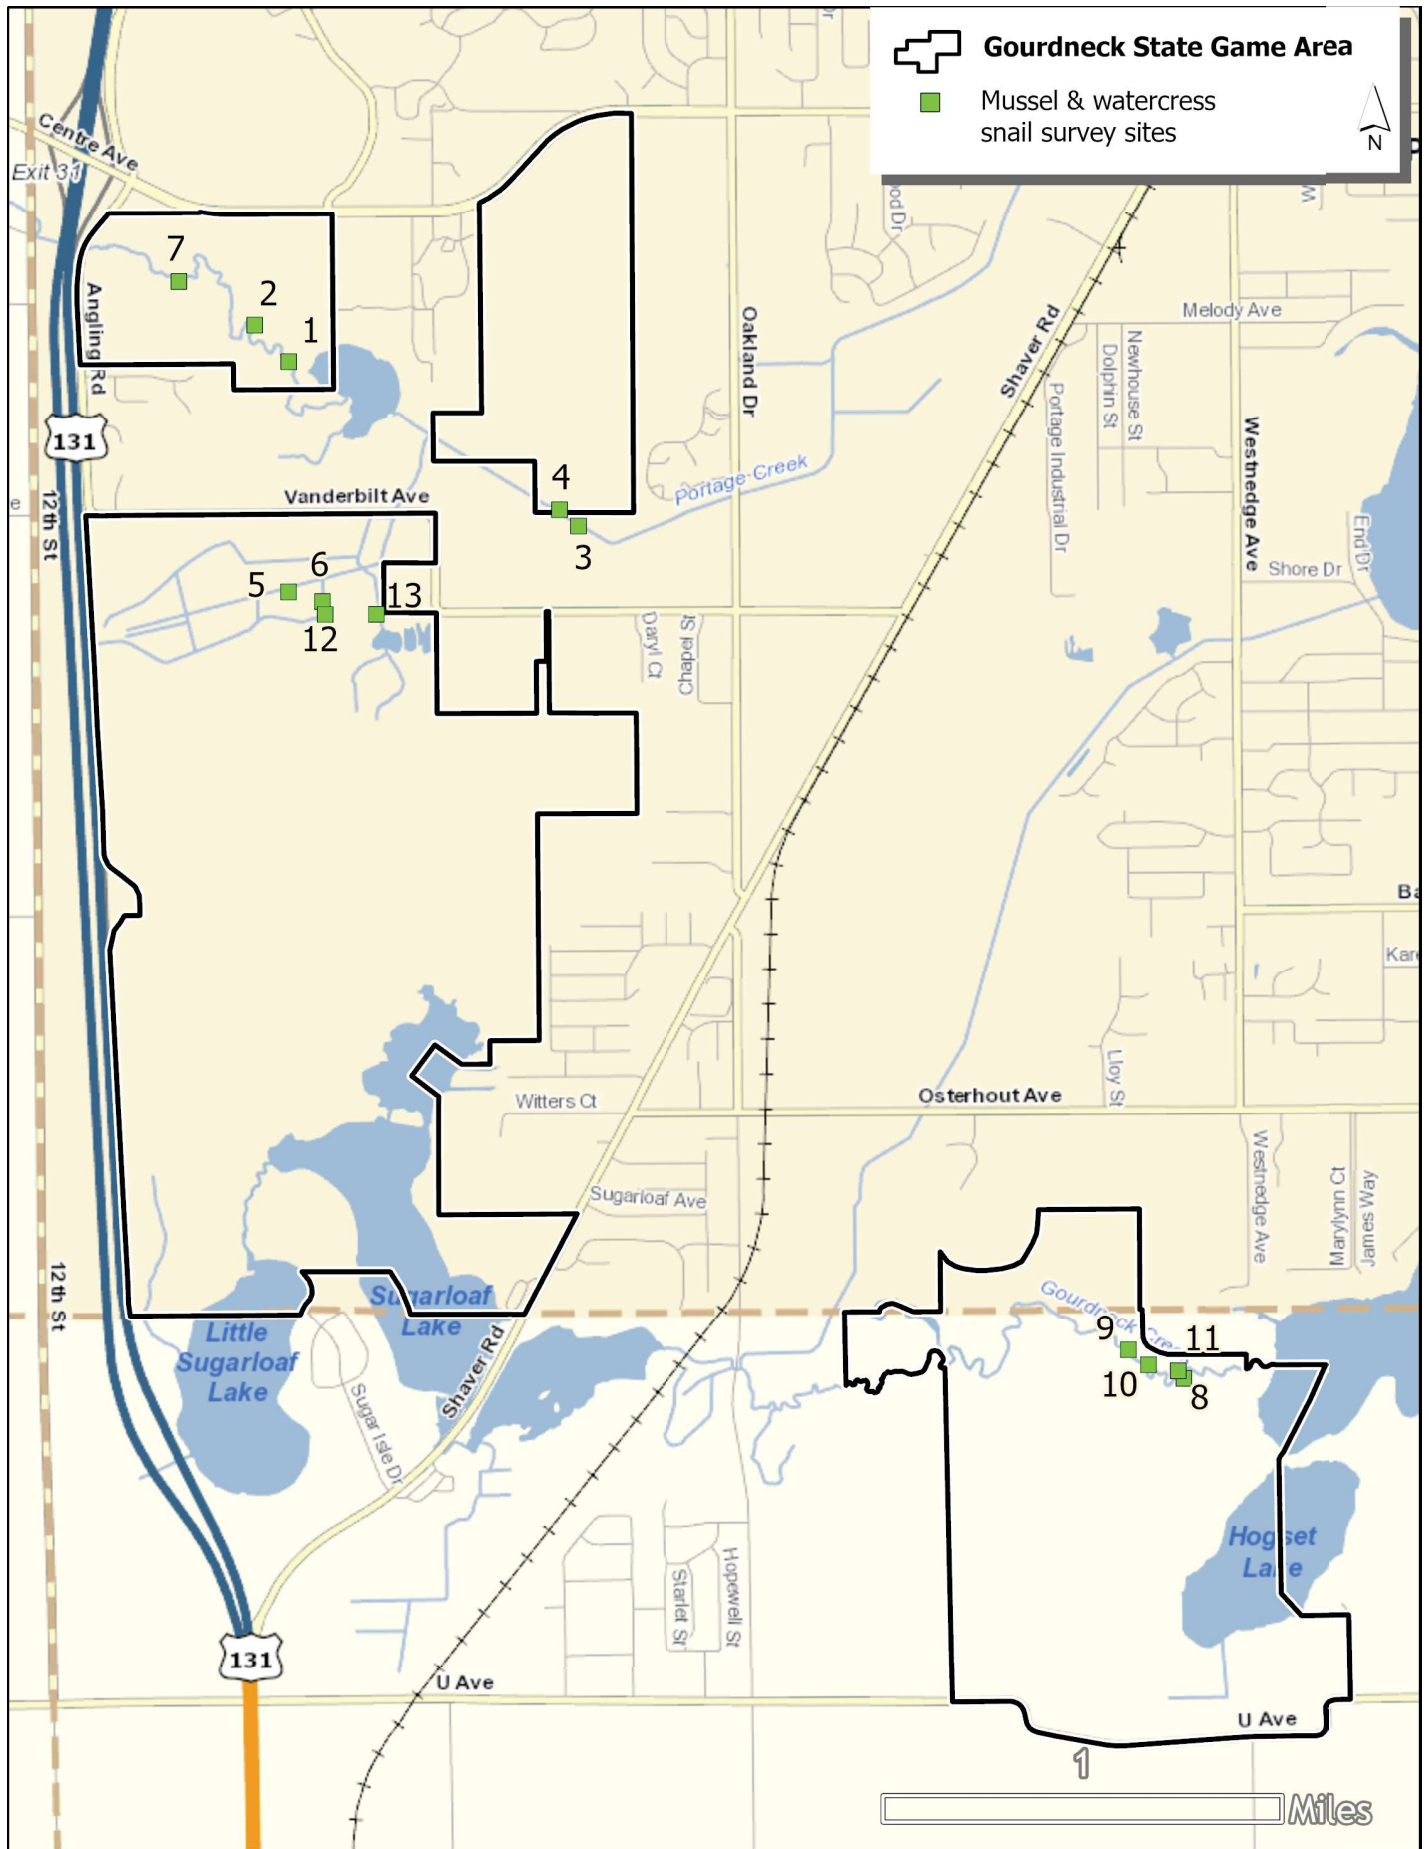 Gourdneck State Game Area
Mussel & watercress
snail survey sites
N
Dr
Centre Ave
Exit 31
W
7
2
1
Angling Rd
131
Oakland Dr
Shaver Rd
Melody Ave
Newhouse St
Dolphin St
Portage Industrial Dr
Westnedge Ave
4
3
Portage Creek
Vanderbilt Ave
12th St
e
End Dr
Shore Dr
5
6
12
13
Daryl Ct
Chapel St
Ba
Kar
Lloy St
Witters Ct
Osterhout Ave
Sugarloaf Ave
Westnedge Ave
Marylynn Ct
James Way
12th St
Sugarloaf
Lake
Little
Sugarloaf
Lake
Shaver Rd
Sugar Isle Dr
Gourdneck Creek
9
10
11
8
Hogset
Lake
Starlet St
Hopewell St
131
U Ave
U Ave
1
Miles